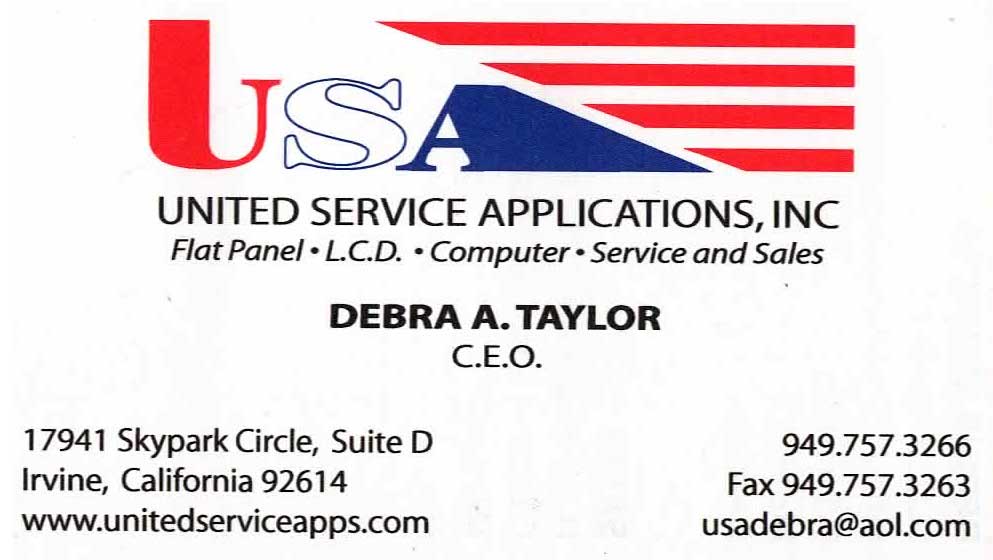 USA
UNITED SERVICE APPLICATIONS, INC
Flat Panel • L.C.D. • Computer • Service and Sales
DEBRA A. TAYLOR
C.E.O.
17941 Skypark Circle, Suite D
Irvine, California 92614
www.unitedserviceapps.com
949.757.3266
Fax 949.757.3263
usadebra@aol.com